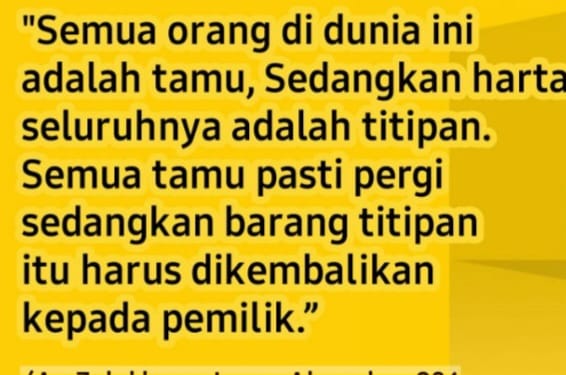 "Semua orang di dunia ini
adalah tamu, Sedangkan harta
seluruhnya adalah titipan.
Semua tamu pasti pergi
sedangkan barang titipan
itu harus dikembalikan
kepada pemilik.”